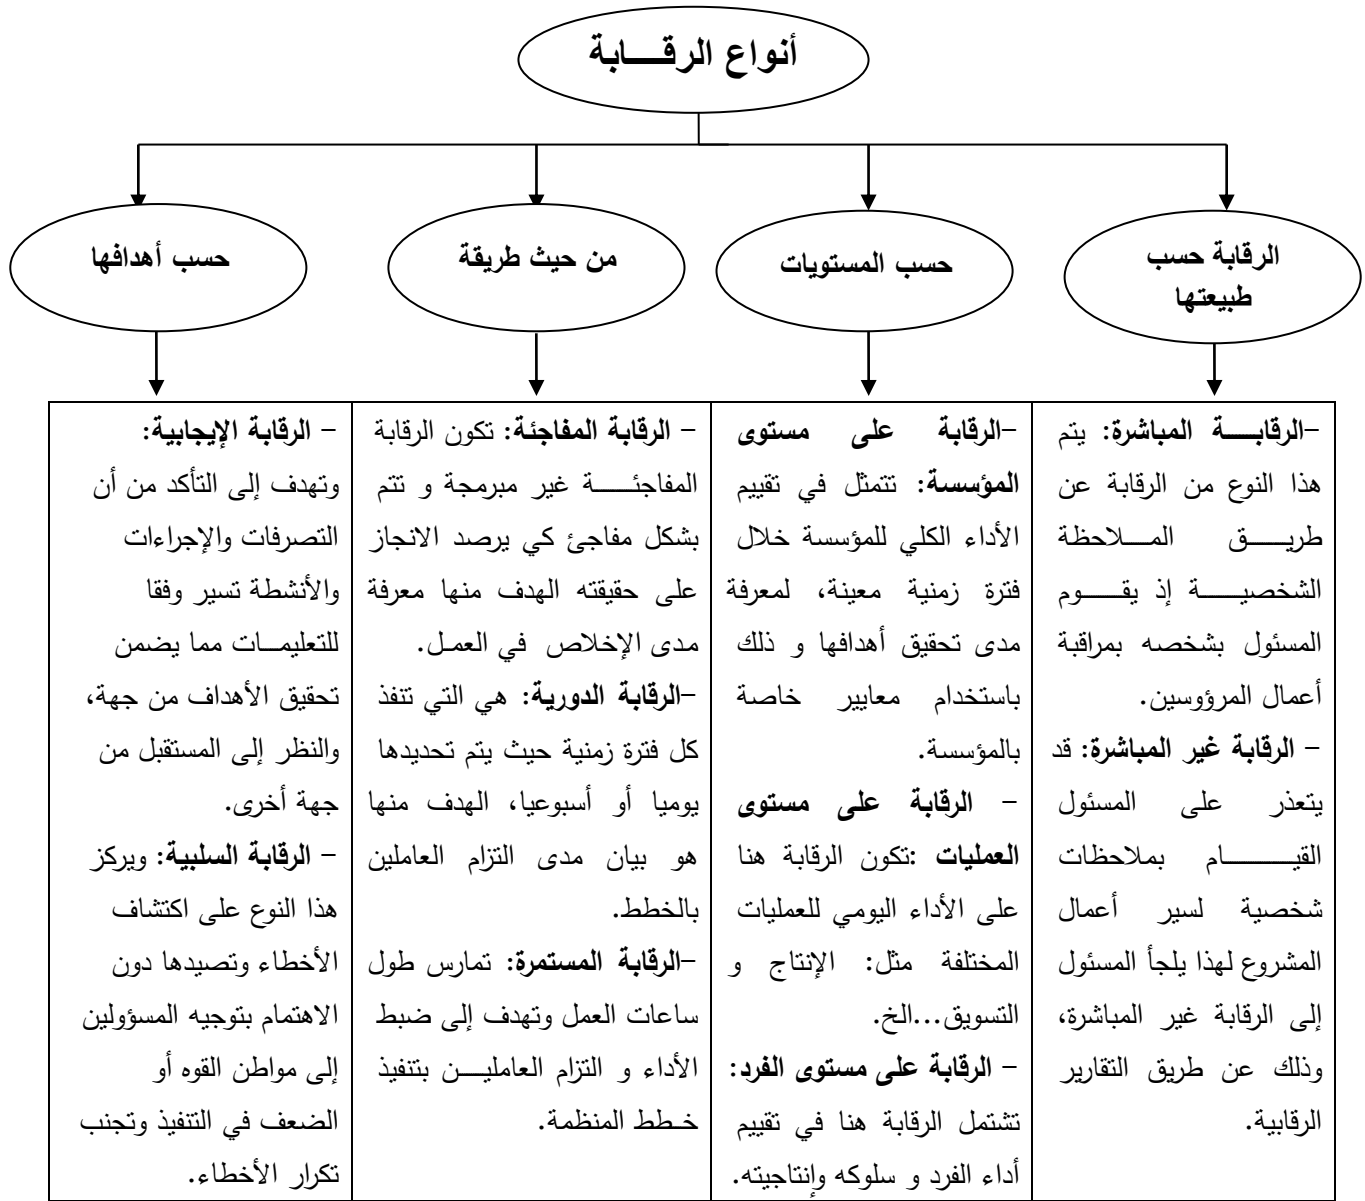 أنواع الرقـــابة
الرقابة حسب
طبيعتها
حسب المستويات
من حيث طريقة
حسب أهدافها
-الرقابـــة المباشرة: يتم
هذا النوع من الرقابة عن
طريــق المــلاحظة
الشخصيــــة إذ يقــــوم
المسئول بشخصه بمراقبة
أعمال المرؤوسين.
- الرقابة غير المباشرة: قد
يتعذر على المسئول
القيــــــام بملاحظات
شخصية لسير أعمال
المشروع لهذا يلجأ المسئول
إلى الرقابة غير المباشرة،
وذلك عن طريق التقارير
الرقابية.
-الرقابة على مستوى
المؤسسة: تتمثل في تقييم
الأداء الكلي للمؤسسة خلال
فترة زمنية معينة، لمعرفة
مدى تحقيق أهدافها و ذلك
باستخدام معايير خاصة
بالمؤسسة.
- الرقابة على مستوى
العمليات :تكون الرقابة هنا
على الأداء اليومي للعمليات
المختلفة مثل: الإنتاج و
التسويق...الخ.
- الرقابة على مستوى الفرد:
تشتمل الرقابة هنا في تقييم
أداء الفرد و سلوكه وإنتاجيته.
- الرقابة المفاجئة: تكون الرقابة
المفاجئــــة غير مبرمجة و تتم
بشكل مفاجئ كي يرصد الانجاز
على حقيقته الهدف منها معرفة
مدى الإخلاص في العمـل.
-الرقابة الدورية: هي التي تنفذ
كل فترة زمنية حيث يتم تحديدها
يوميا أو أسبوعيا، الهدف منها
هو بيان مدى التزام العاملين
بالخطط.
-الرقابة المستمرة: تمارس طول
ساعات العمل وتهدف إلى ضبط
الأداء و التزام العامليـــن بتنفيذ
خـطط المنظمة.
- الرقابة الإيجابية:
وتهدف إلى التأكد من أن
التصرفات والإجراءات
والأنشطة تسير وفقا
للتعليمــات مما يضمن
تحقيق الأهداف من جهة،
والنظر إلى المستقبل من
جهة أخرى.
- الرقابة السلبية: ويركز
هذا النوع على اكتشاف
الأخطاء وتصيدها دون
الاهتمام بتوجيه المسؤولين
إلى مواطن القوه أو
الضعف في التنفيذ وتجنب
تكرار الأخطاء.